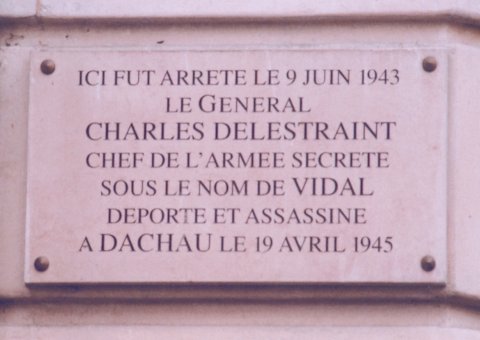 ICI FUT ARRETE LE 9 JUIN 1943
LE GENERAL
CHARLES DELESTRAINT
CHEF DE L'ARMEE SECRETE
SOUS LE NOM DE VIDAL
DEPORTE ET ASSASSINE
A DACHAU LE 19 AVRIL 1945